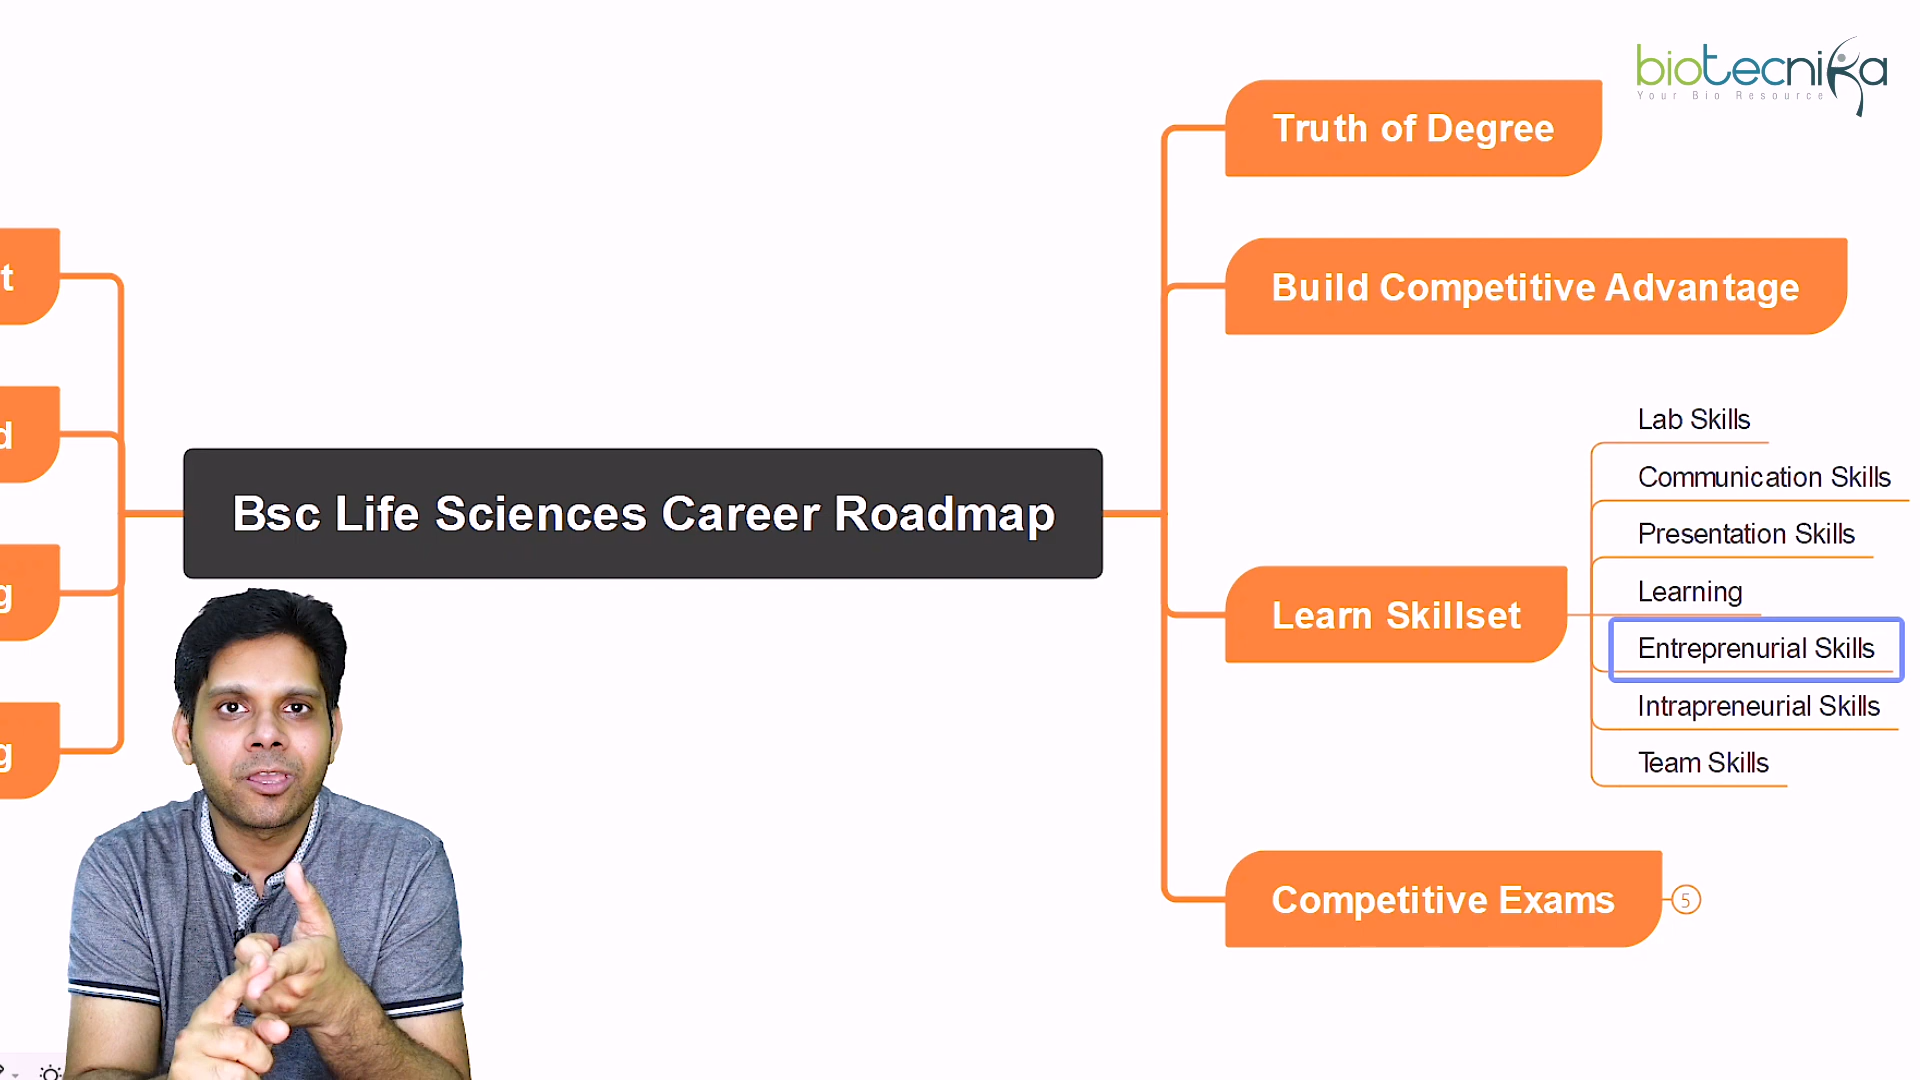 biotecnika
Your Bio Resource
Truth of Degree
Build Competitive Advantage
t
d
g
g
Bsc Life Sciences Career Roadmap
Learn Skillset
Lab Skills
Communication Skills
Presentation Skills
Learning
Entreprenurial Skills
Intrapreneurial Skills
Team Skills
Competitive Exams
5